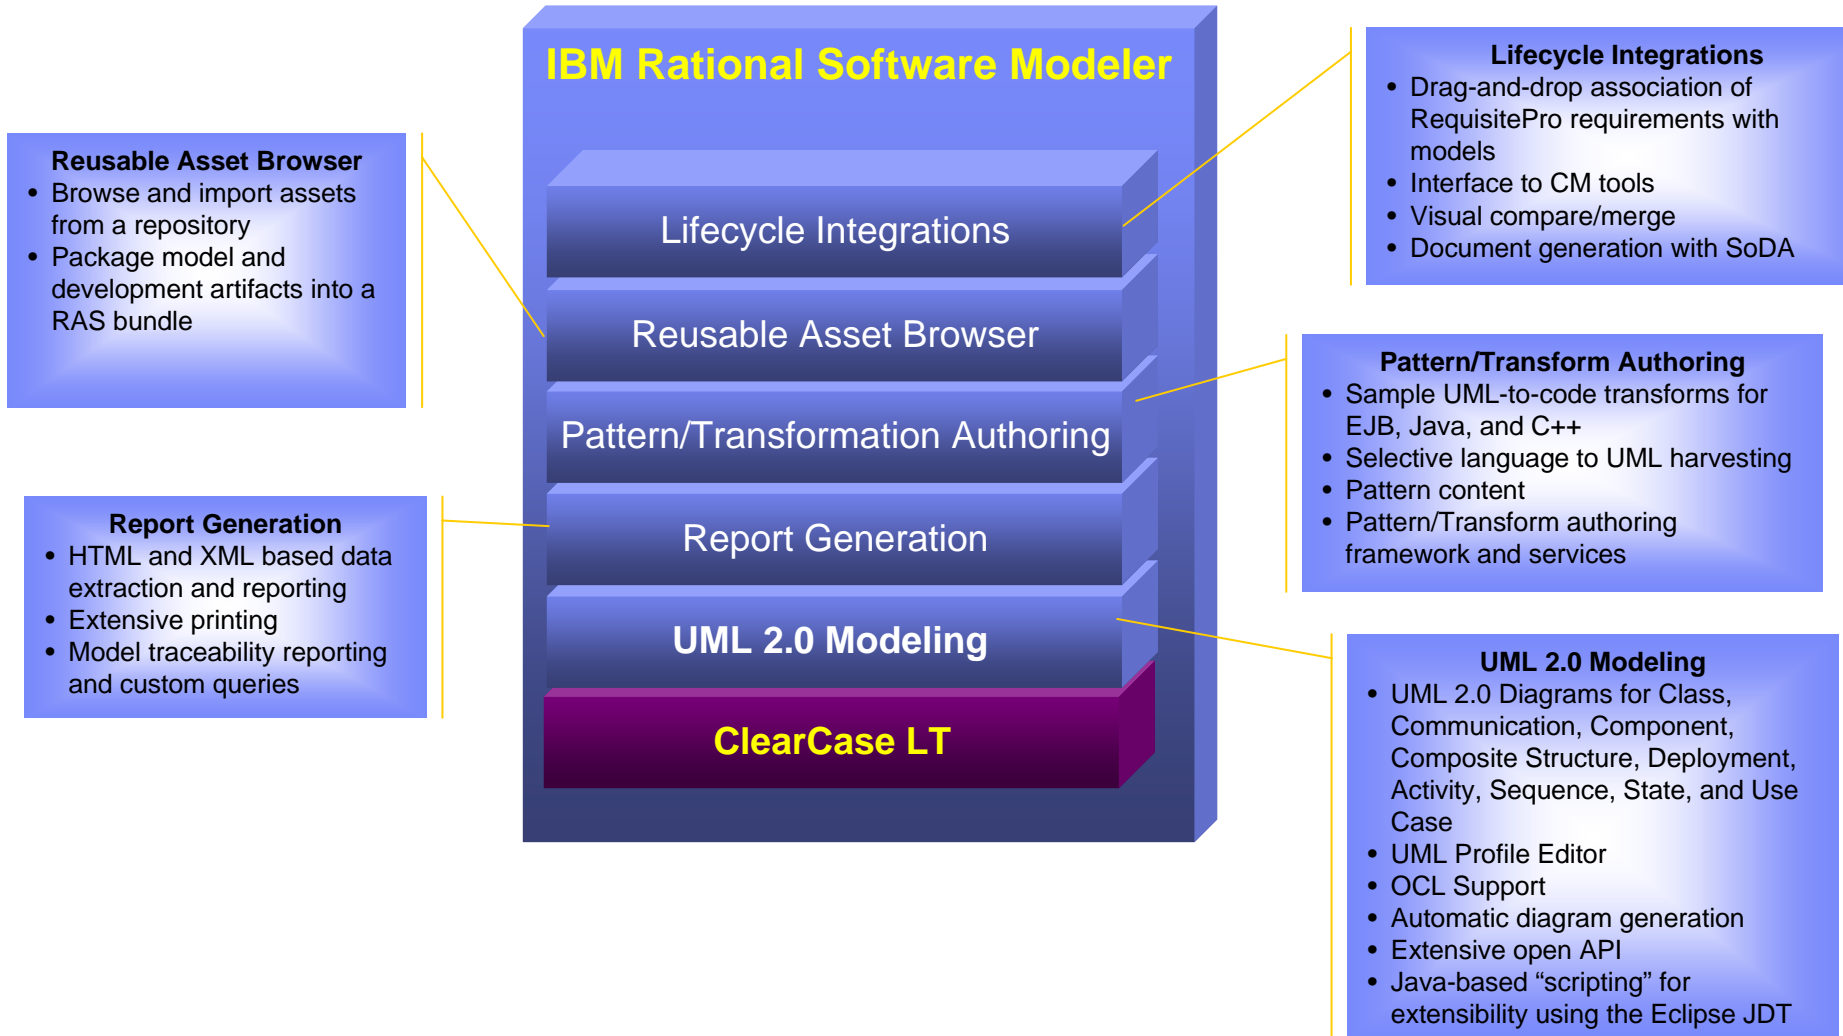 IBM Rational Software Modeler
Lifecycle Integrations
Reusable Asset Browser
Pattern/Transformation Authoring
Report Generation
UML 2.0 Modeling
ClearCase LT
Reusable Asset Browser
• Browse and import assets
from a repository
• Package model and
development artifacts into a
RAS bundle
Report Generation
• HTML and XML based data
extraction and reporting
• Extensive printing
• Model traceability reporting
and custom queries
Lifecycle Integrations
• Drag-and-drop association of
RequisitePro requirements with
models
• Interface to CM tools
• Visual compare/merge
• Document generation with SoDA
Pattern/Transform Authoring
• Sample UML-to-code transforms for
EJB, Java, and C++
• Selective language to UML harvesting
• Pattern content
• Pattern/Transform authoring
framework and services
UML 2.0 Modeling
• UML 2.0 Diagrams for Class,
Communication, Component,
Composite Structure, Deployment,
Activity, Sequence, State, and Use
Case
• UML Profile Editor
• OCL Support
• Automatic diagram generation
• Extensive open API
• Java-based “scripting” for
extensibility using the Eclipse JDT